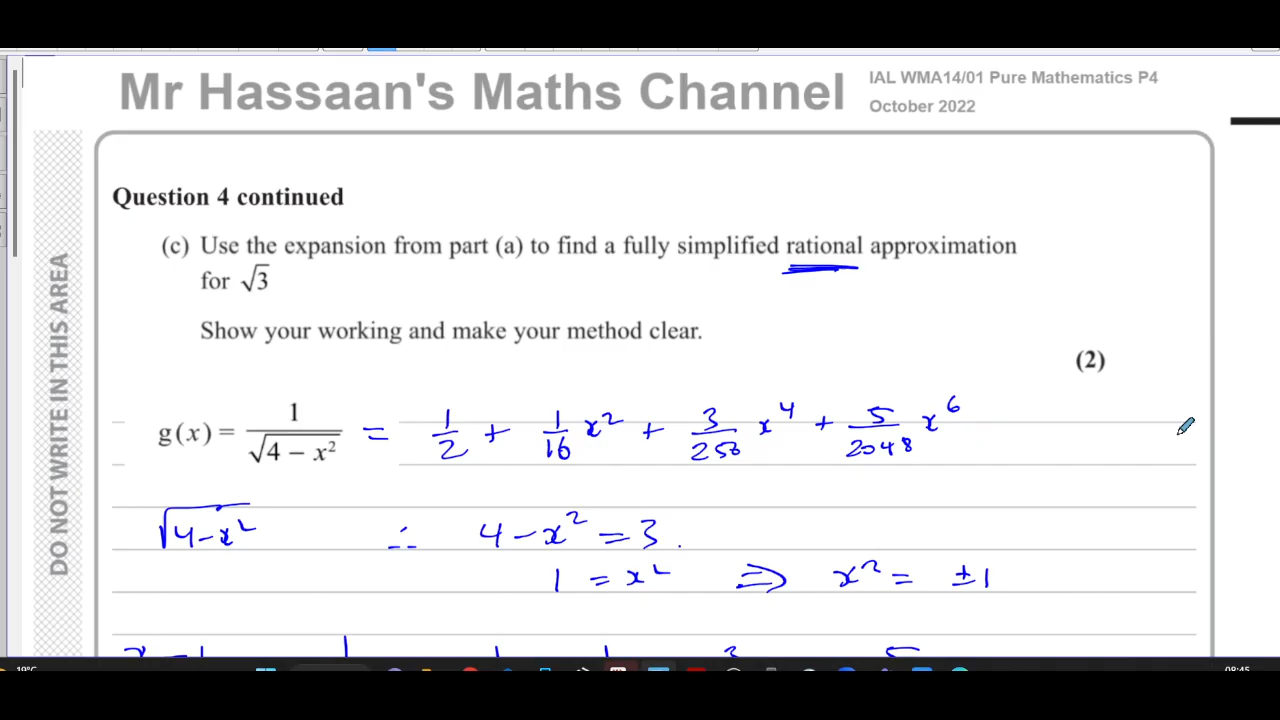 Mr Hassaan's Maths Channel
IAL WMA14/01 Pure Mathematics P4
October 2022
DO NOT WRITE IN THIS AREA
Question 4 continued
(c) Use the expansion from part (a) to find a fully simplified rational approximation
for √3
Show your working and make your method clear.
(2)
g(x) = 1/√(4 − x²) = 1/2 + 1/16 x² + 3/256 x⁴ + 5/2048 x⁶
√(4−x²) ∴ 4 − x² = 3.
1 = x² ⇒ x² = ±1
19°C
08:45